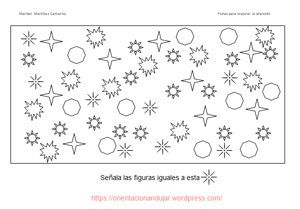 Maribel Martínez Camacho
Fichas para mejorar la atención
Señala las figuras iguales a esta
https://orientacionandujar.wordpress.com/